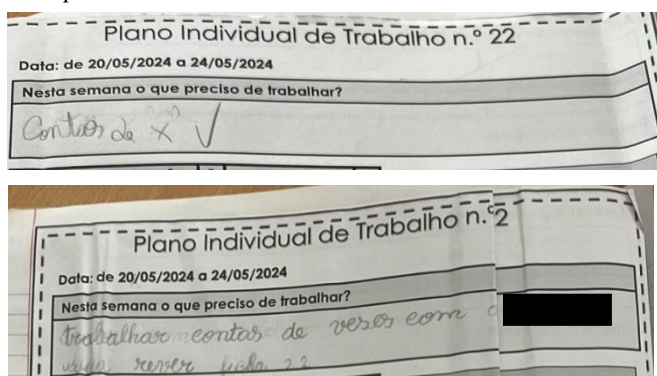 Plano Individual de Trabalho n.º 22
Data: de 20/05/2024 a 24/05/2024
Nesta semana o que preciso de trabalhar?
Contas de x √
Plano Individual de Trabalho n.º2
Data: de 20/05/2024 a 24/05/2024
Nesta semana o que preciso de trabalhar?
trabalhar contas de veses com
rever ficha 22